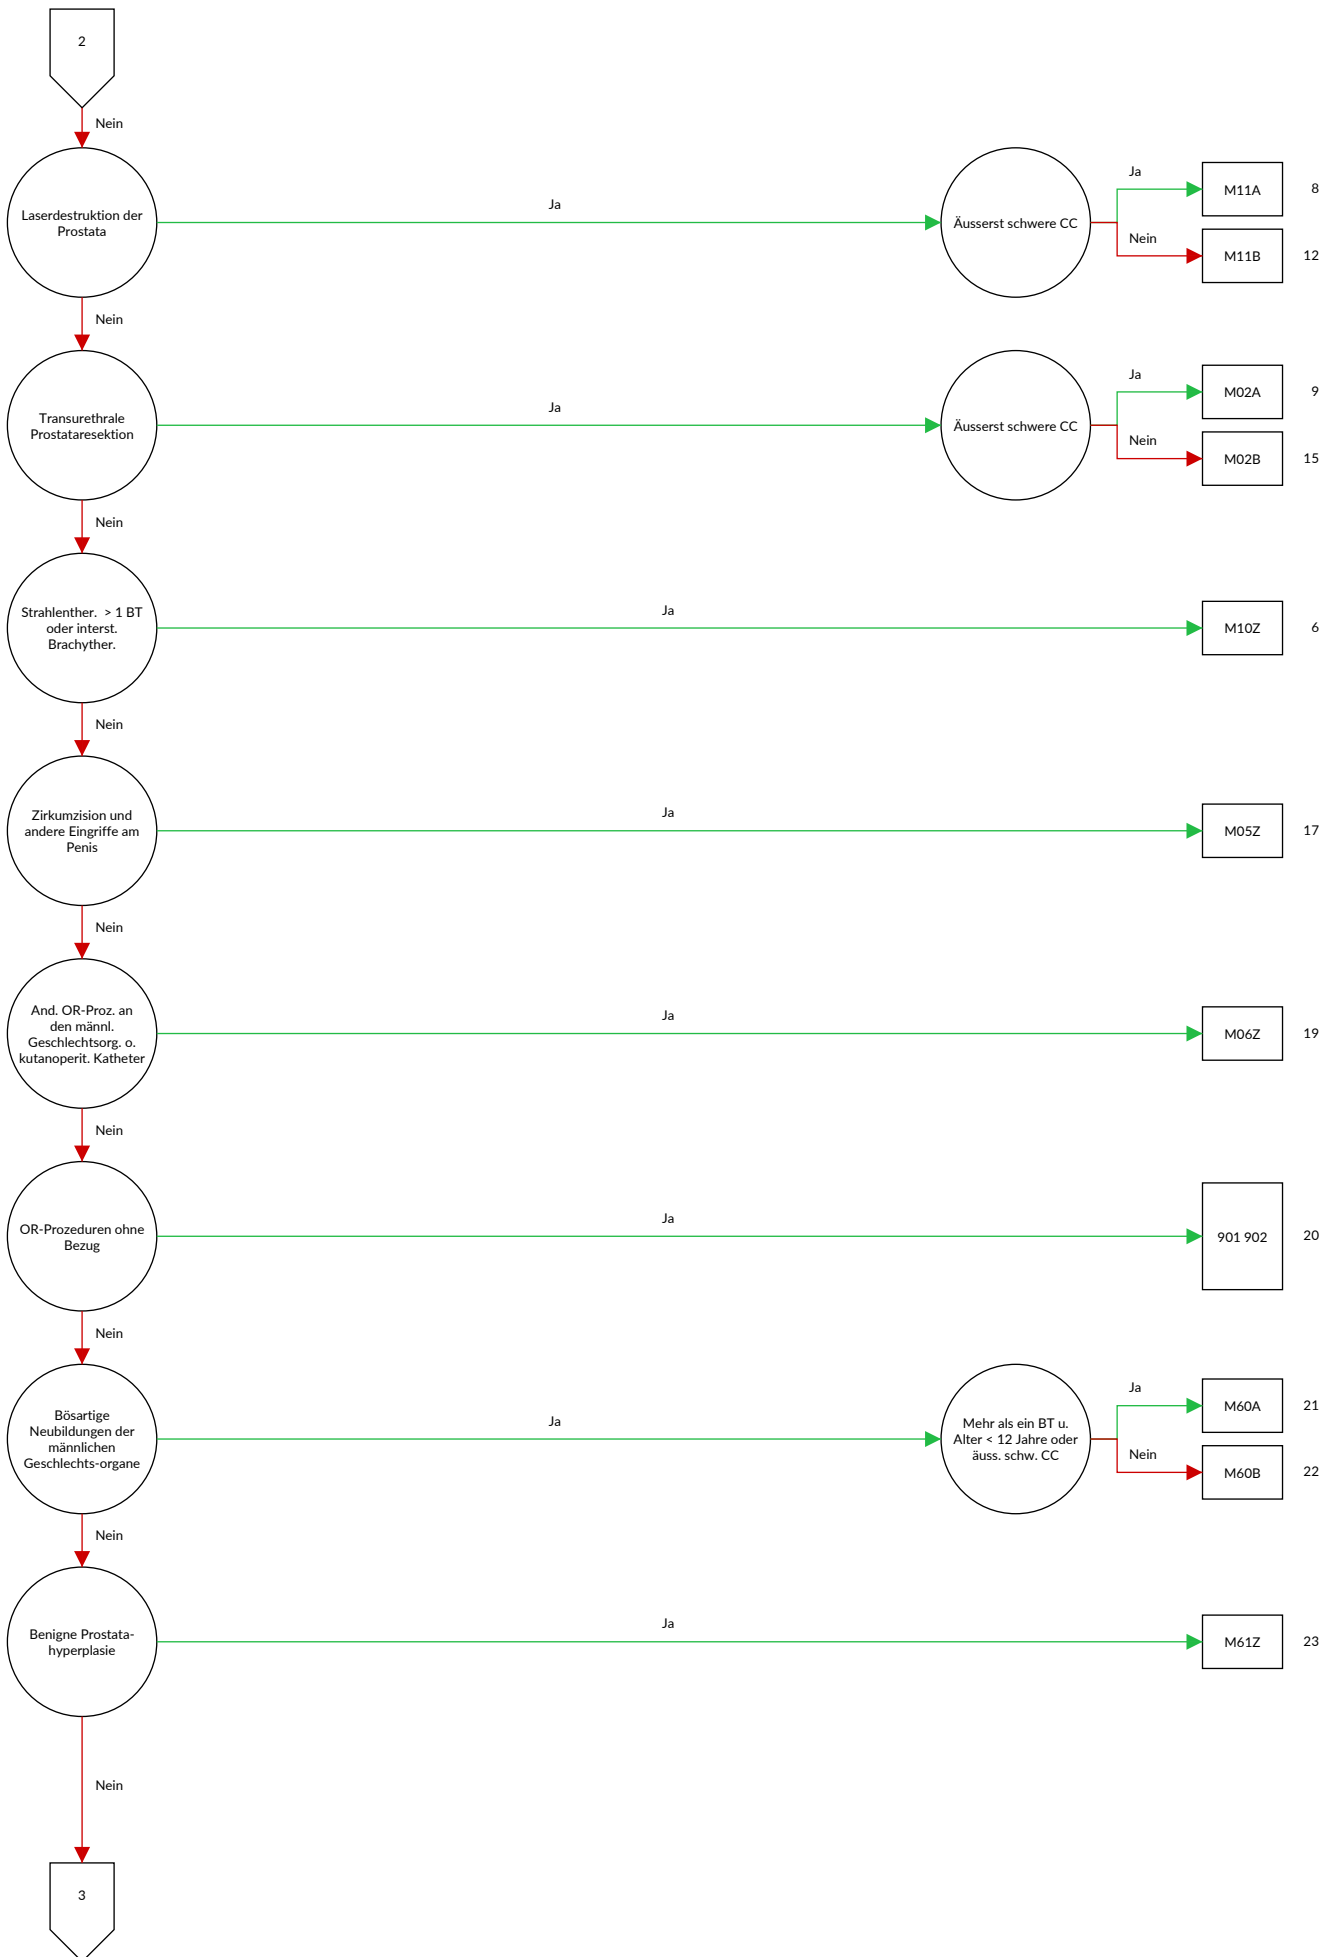 2
Nein
Laserdestruktion der
Prostata
Ja
Äusserst schwere CC
Ja
M11A
8
Nein
M11B
12
Nein
Transurethrale
Prostataresektion
Ja
Äusserst schwere CC
Ja
M02A
9
Nein
M02B
15
Nein
Strahlenther. > 1 BT
oder interst.
Brachyther.
Ja
M10Z
6
Nein
Zirkumzision und
andere Eingriffe am
Penis
Ja
M05Z
17
Nein
And. OR-Proz. an
den männl.
Geschlechtsorg. o.
kutanoperit. Katheter
Ja
M06Z
19
Nein
OR-Prozeduren ohne
Bezug
Ja
901 902
20
Nein
Bösartige
Neubildungen der
männlichen
Geschlechts-organe
Ja
Mehr als ein BT u.
Alter < 12 Jahre oder
äuss. schw. CC
Ja
M60A
21
Nein
M60B
22
Nein
Benigne Prostata-
hyperplasie
Ja
M61Z
23
Nein
3